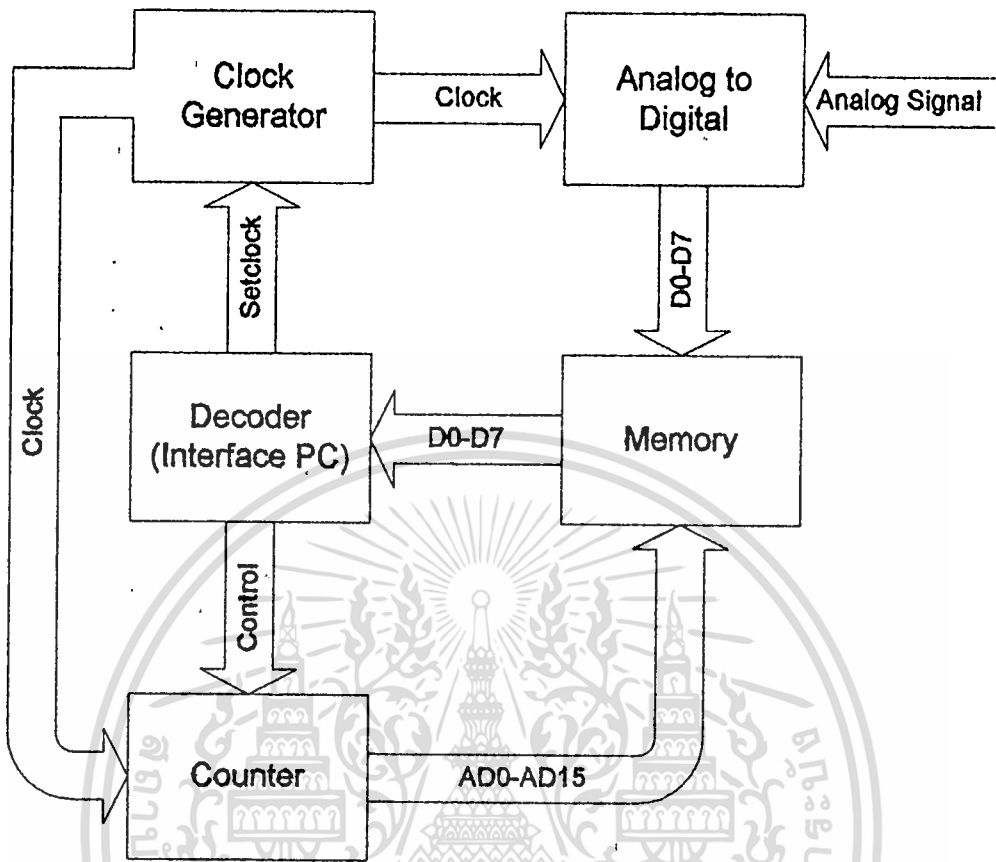 Clock
Generator
Clock
Analog to
Digital
Analog Signal
Setclock
D0-D7
Clock
Decoder
(Interface PC)
D0-D7
Memory
Control
Counter
AD0-AD15